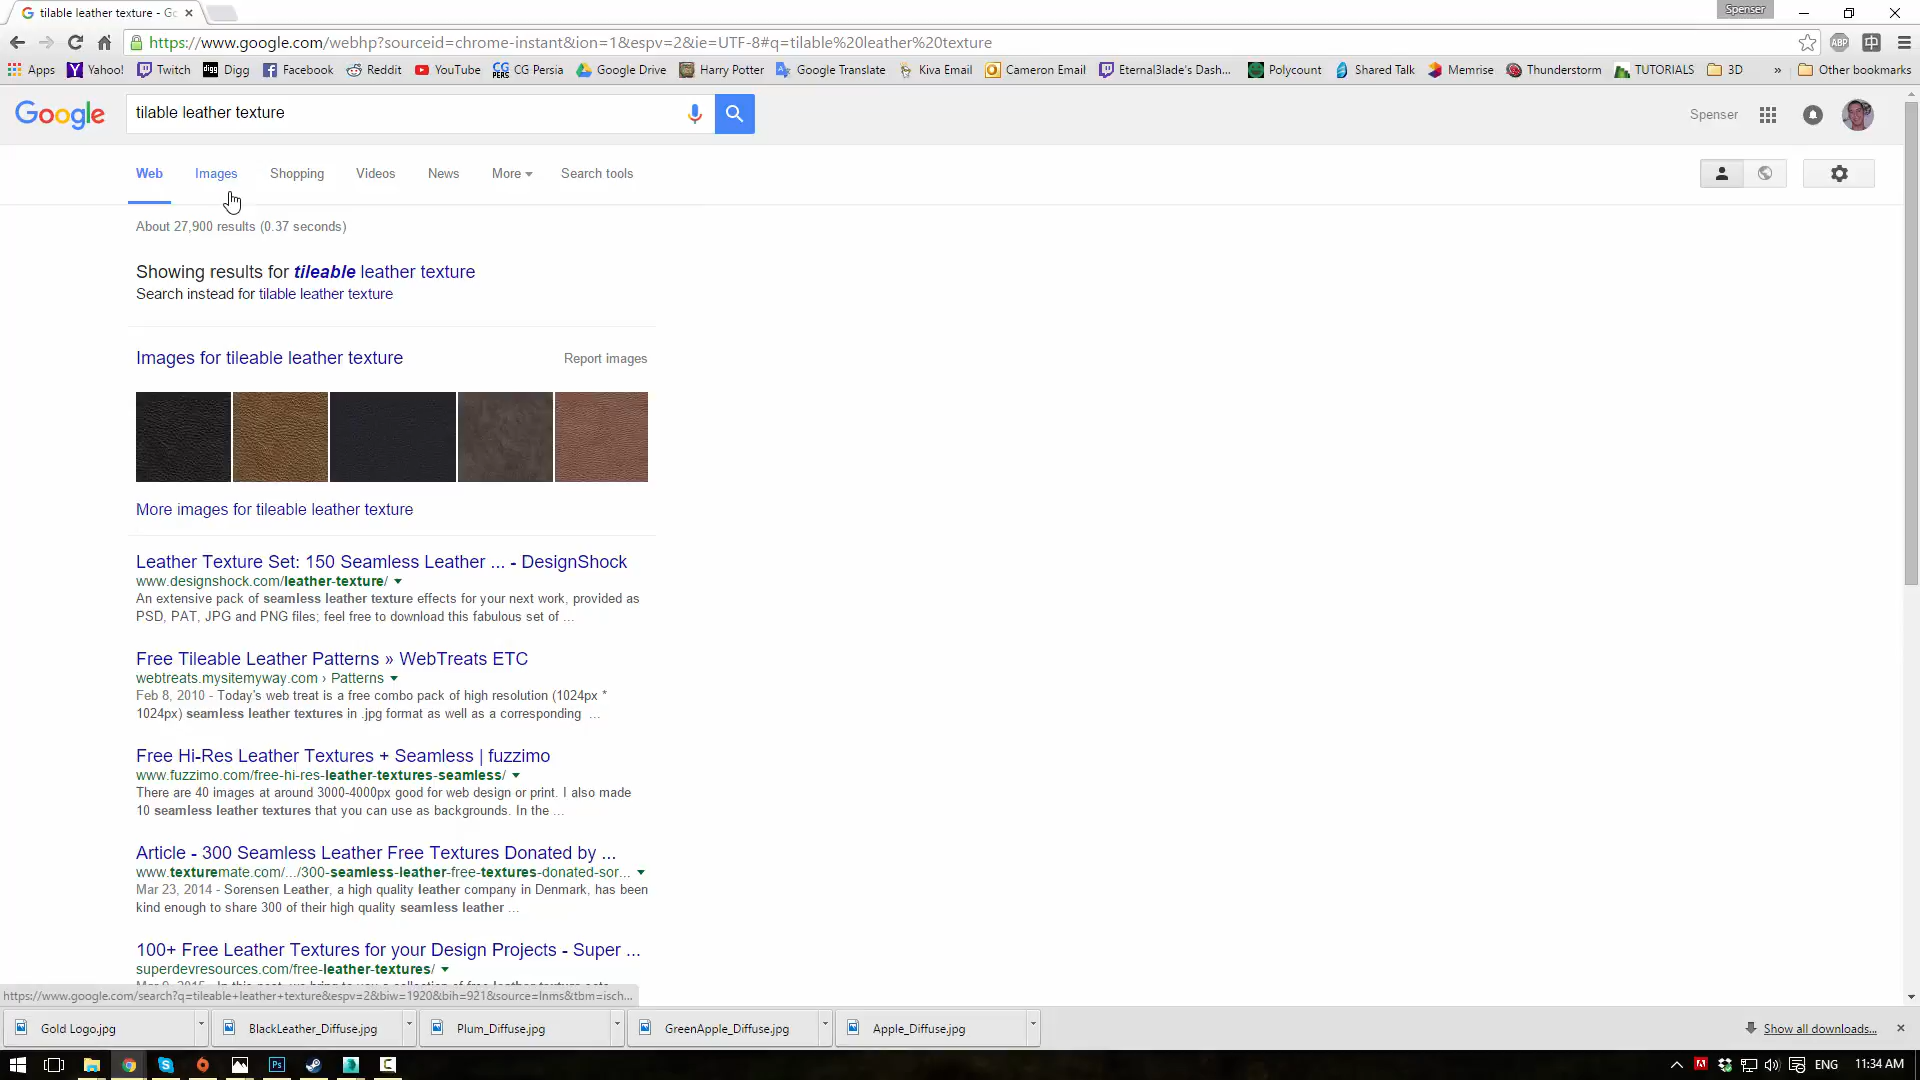 tilable leather texture - Go
Spenser
https://www.google.com/webhp?sourceid=chrome-instant&ion=1&espv=2&ie=UTF-8#q=tilable%20leather%20texture
ABP
Apps Yahoo! Twitch Digg Facebook Reddit YouTube CG Persia Google Drive Harry Potter Google Translate Kiva Email Cameron Email Eternal3lade's Dash... Polycount Shared Talk Memrise Thunderstorm TUTORIALS 3D » Other bookmarks
Google
tilable leather texture
Spenser
Web Images Shopping Videos News More Search tools
About 27,900 results (0.37 seconds)
Showing results for tileable leather texture
Search instead for tilable leather texture
Images for tileable leather texture
Report images
More images for tileable leather texture
Leather Texture Set: 150 Seamless Leather ... - DesignShock
www.designshock.com/leather-texture/
An extensive pack of seamless leather texture effects for your next work, provided as
PSD, PAT, JPG and PNG files; feel free to download this fabulous set of ...
Free Tileable Leather Patterns » WebTreats ETC
webtreats.mysitemyway.com › Patterns
Feb 8, 2010 - Today's web treat is a free combo pack of high resolution (1024px *
1024px) seamless leather textures in .jpg format as well as a corresponding ...
Free Hi-Res Leather Textures + Seamless | fuzzimo
www.fuzzimo.com/free-hi-res-leather-textures-seamless/
There are 40 images at around 3000-4000px good for web design or print. I also made
10 seamless leather textures that you can use as backgrounds. In the ...
Article - 300 Seamless Leather Free Textures Donated by ...
www.texturemate.com/.../300-seamless-leather-free-textures-donated-sor...
Mar 23, 2014 - Sorensen Leather, a high quality leather company in Denmark, has been
kind enough to share 300 of their high quality seamless leather ...
100+ Free Leather Textures for your Design Projects - Super ...
superdevresources.com/free-leather-textures/
https://www.google.com/search?q=tileable+leather+texture&espv=2&biw=1920&bih=921&source=lnms&tbm=isch...
Gold Logo.jpg BlackLeather_Diffuse.jpg Plum_Diffuse.jpg GreenApple_Diffuse.jpg Apple_Diffuse.jpg Show all downloads...
Ps ENG 11:34 AM